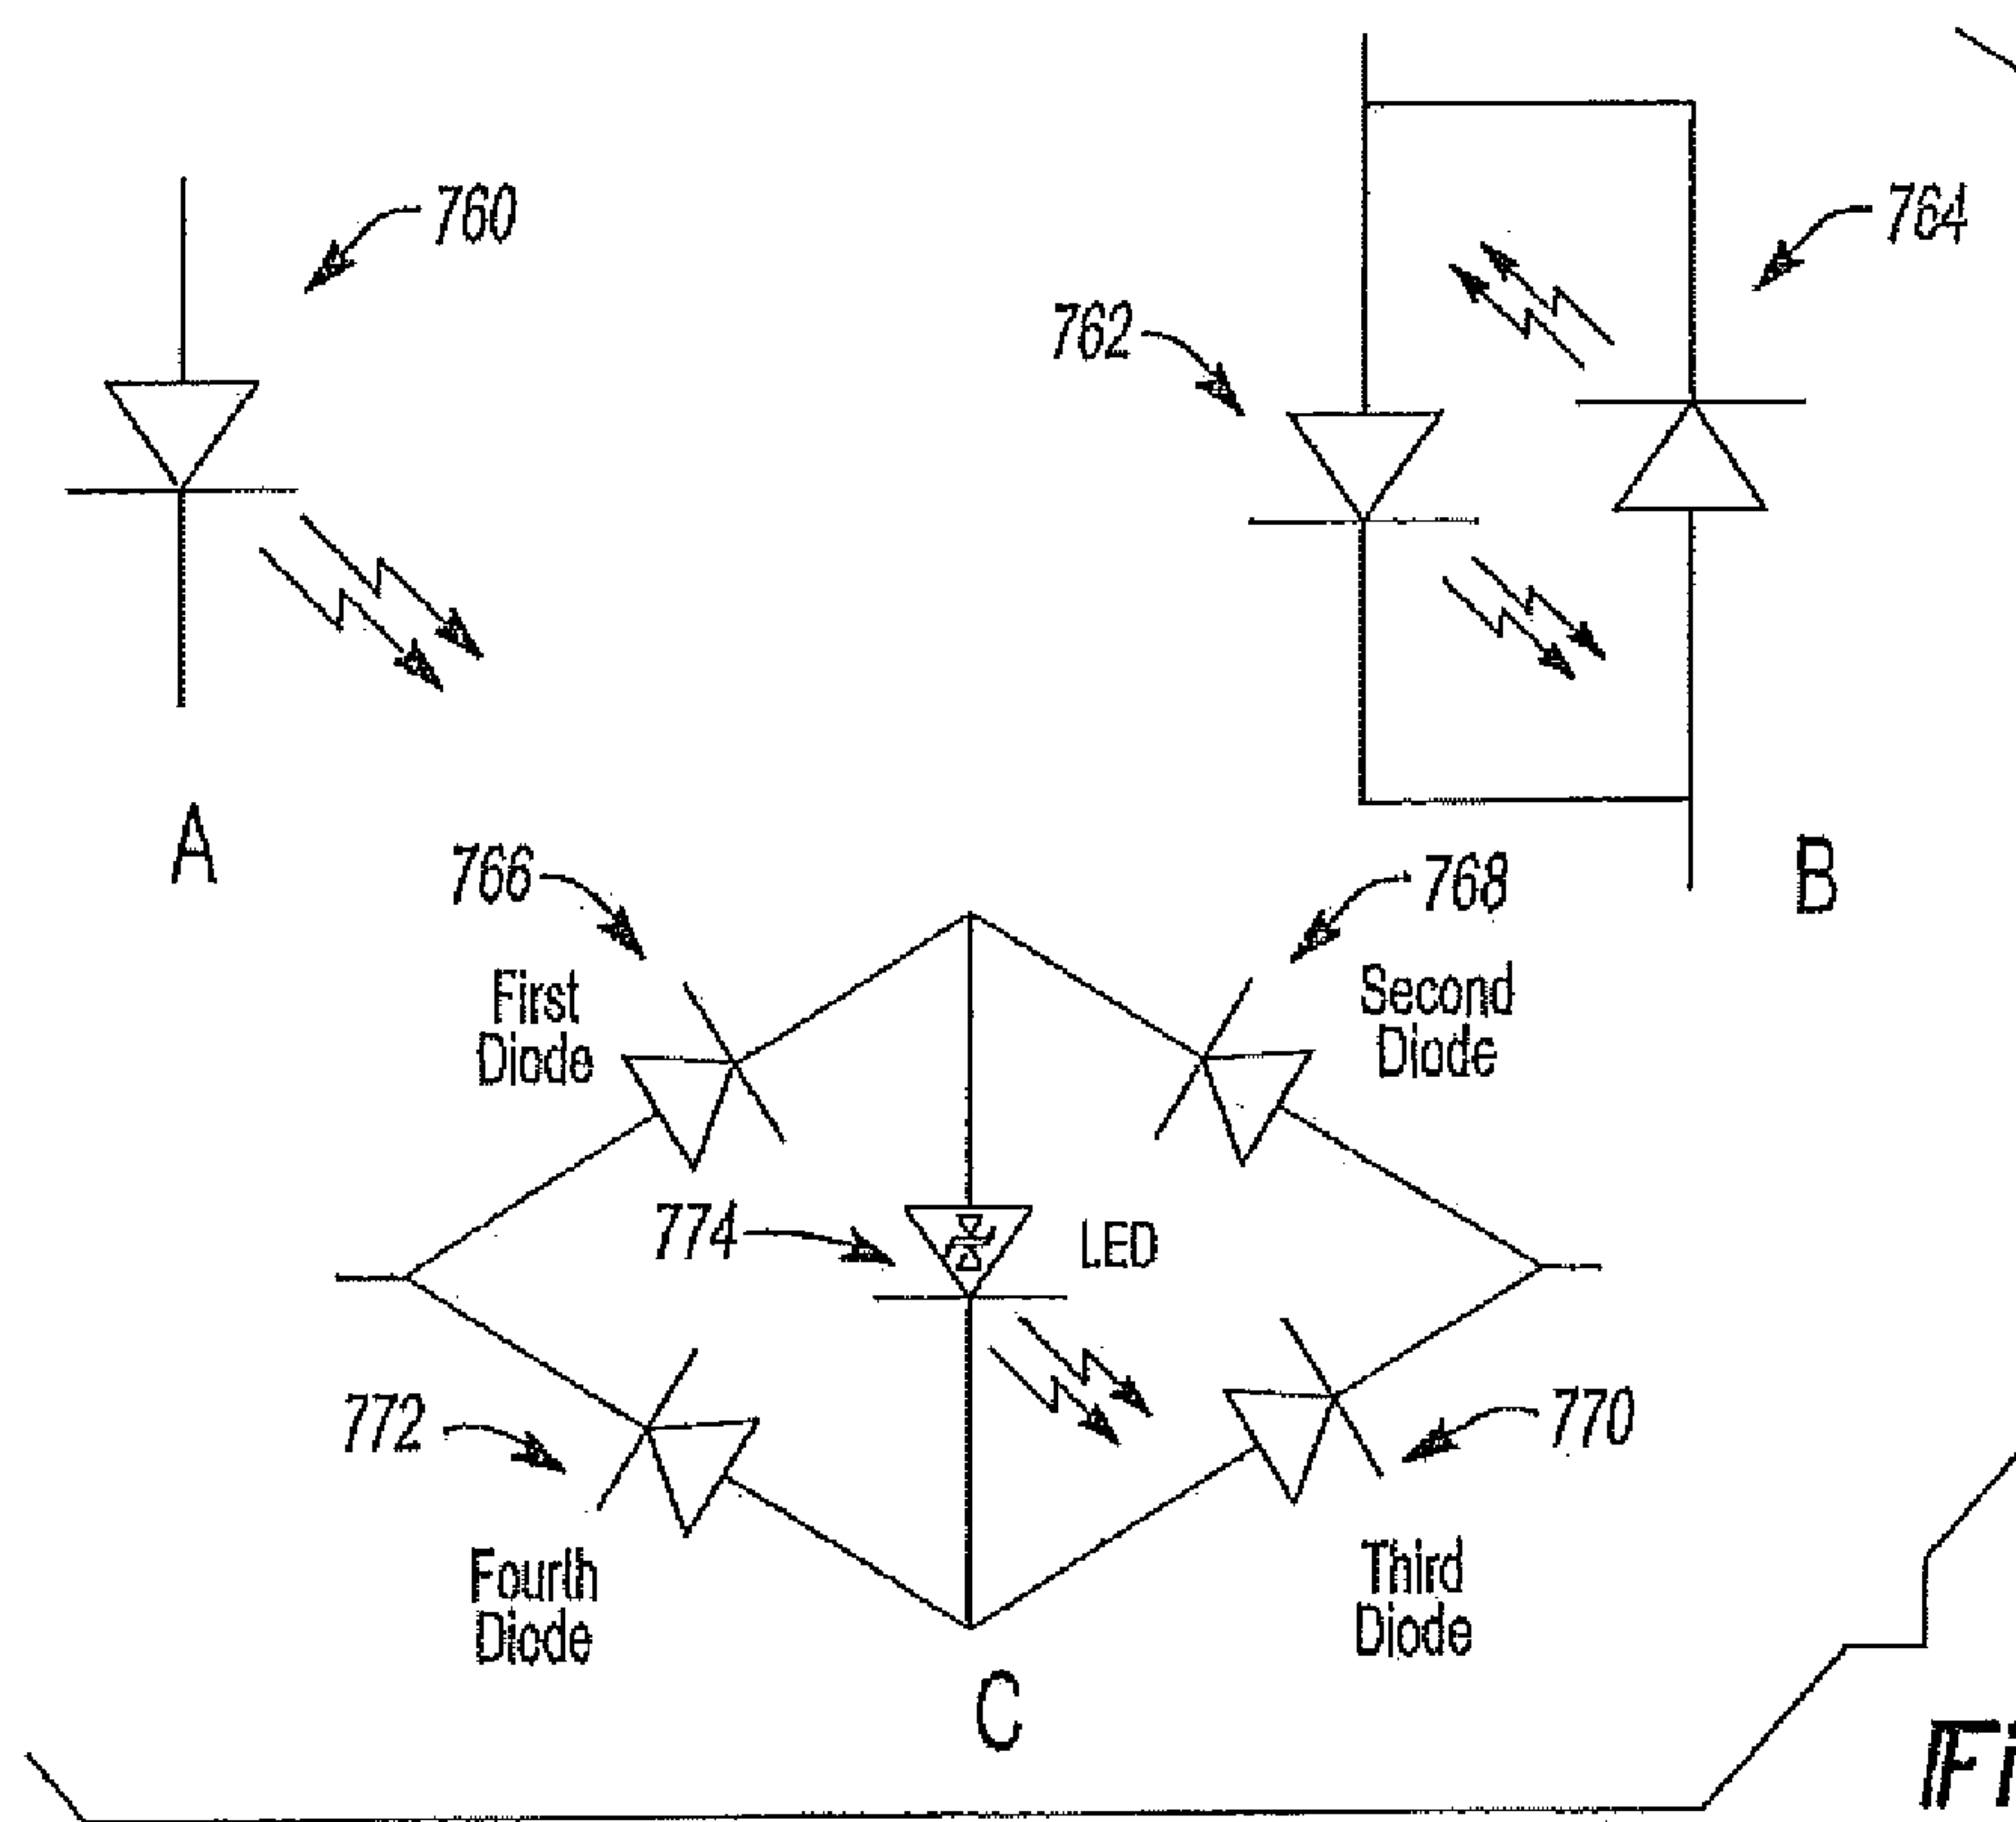 760
764
762
A
B
766
768
First
Diode
Second
Diode
774
LED
772
770
Fourth
Diode
Third
Diode
C